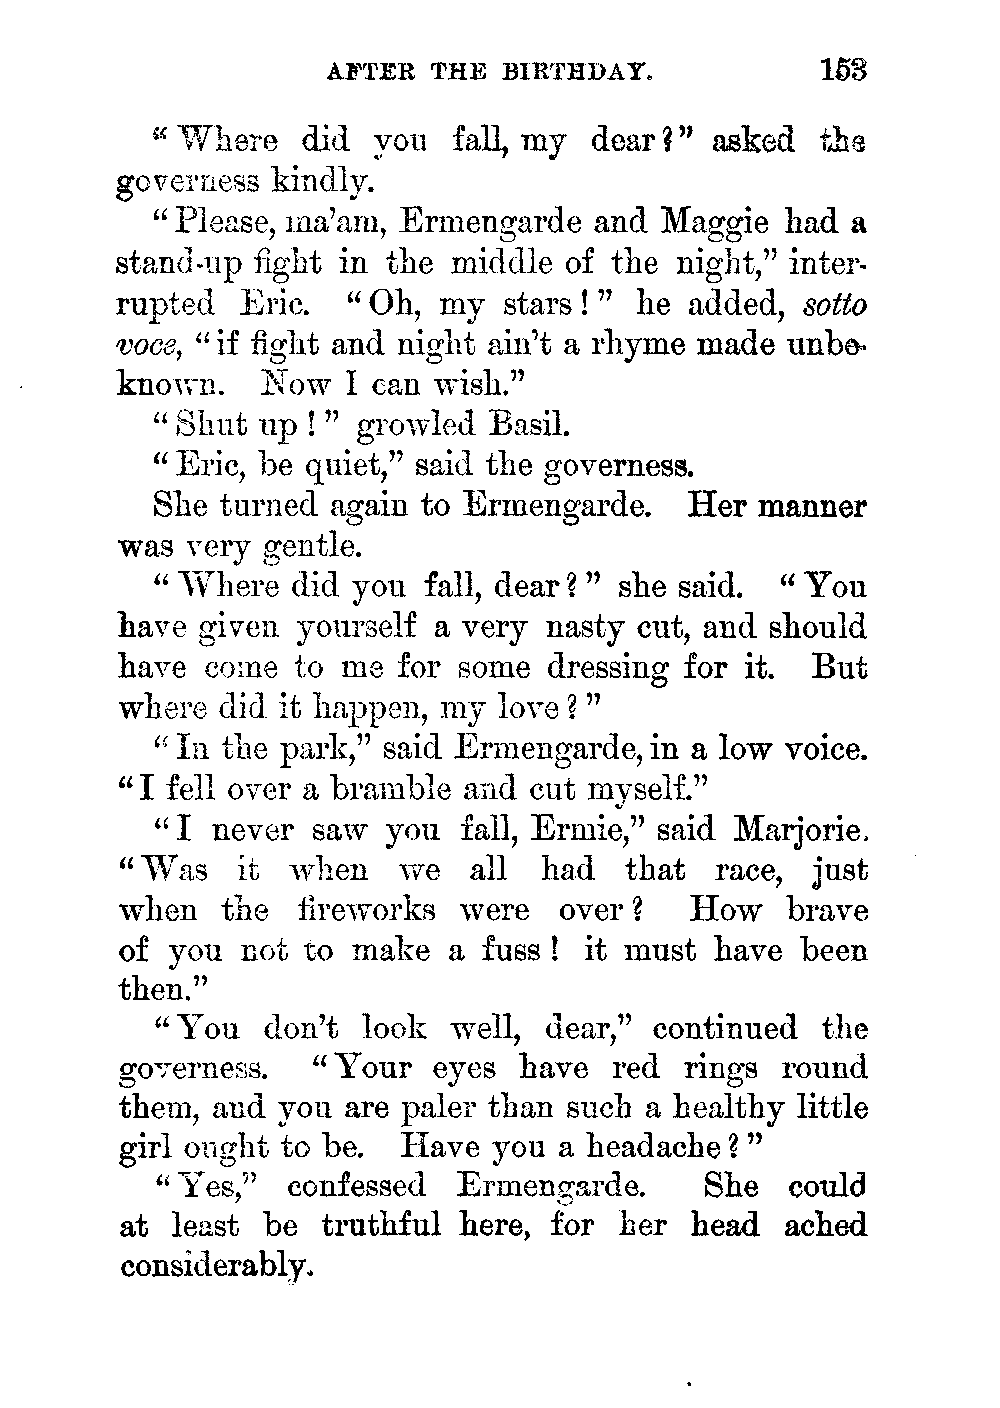 AFTER THE BIRTHDAY. 153
“Where did you fall, my dear?” asked the
governess kindly.
“Please, ma’am, Ermengarde and Maggie had a
stand-up fight in the middle of the night,” inter-
rupted Eric. “Oh, my stars!” he added, sotto
voce, “if fight and night ain’t a rhyme made unbe-
known. Now I can wish.”
“Shut up!” growled Basil.
“Eric, be quiet,” said the governess.
She turned again to Ermengarde. Her manner
was very gentle.
“Where did you fall, dear?” she said. “You
have given yourself a very nasty cut, and should
have come to me for some dressing for it. But
where did it happen, my love?”
“In the park,” said Ermengarde, in a low voice.
“I fell over a bramble and cut myself.”
“I never saw you fall, Ermie,” said Marjorie.
“Was it when we all had that race, just
when the fireworks were over? How brave
of you not to make a fuss! it must have been
then.”
“You don’t look well, dear,” continued the
governess. “Your eyes have red rings round
them, and you are paler than such a healthy little
girl ought to be. Have you a headache?”
“Yes,” confessed Ermengarde. She could
at least be truthful here, for her head ached
considerably.